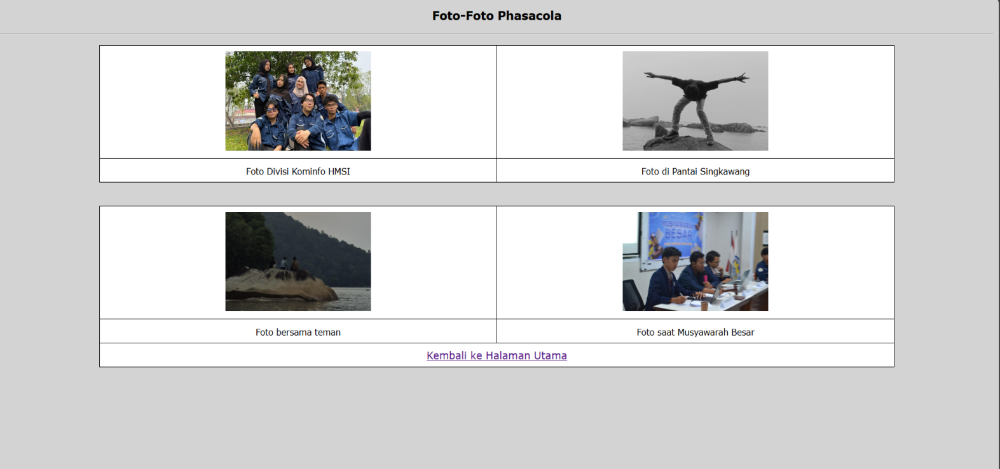 Foto-Foto Phasacola
Foto Divisi Kominfo HMSI
Foto di Pantai Singkawang
MUSYAWARAH
BESAR
Foto bersama teman
Foto saat Musyawarah Besar
Kembali ke Halaman Utama